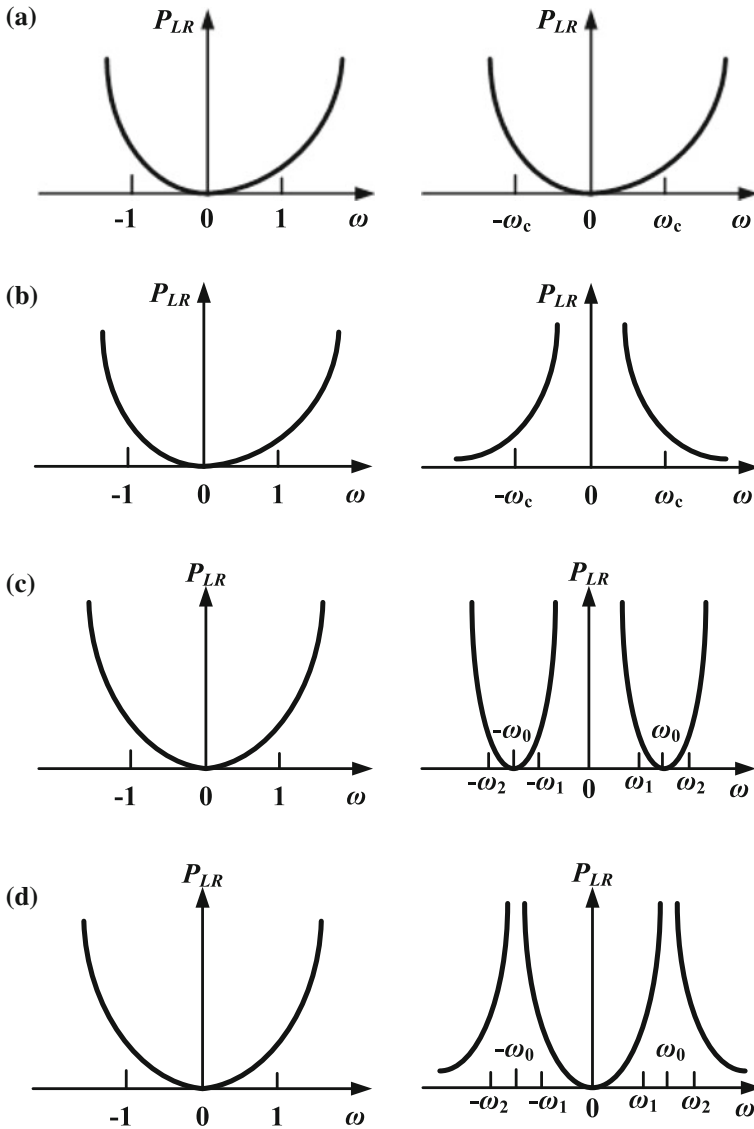 (a)
P_LR P_LR
-1 0 1 ω -ω_c 0 ω_c ω
(b)
P_LR P_LR
-1 0 1 ω -ω_c 0 ω_c ω
(c)
P_LR P_LR
-ω_0 ω_0
-1 0 1 ω -ω_2 -ω_1 0 ω_1 ω_2 ω
(d)
P_LR P_LR
-ω_0 ω_0
-1 0 1 ω -ω_2 -ω_1 0 ω_1 ω_2 ω